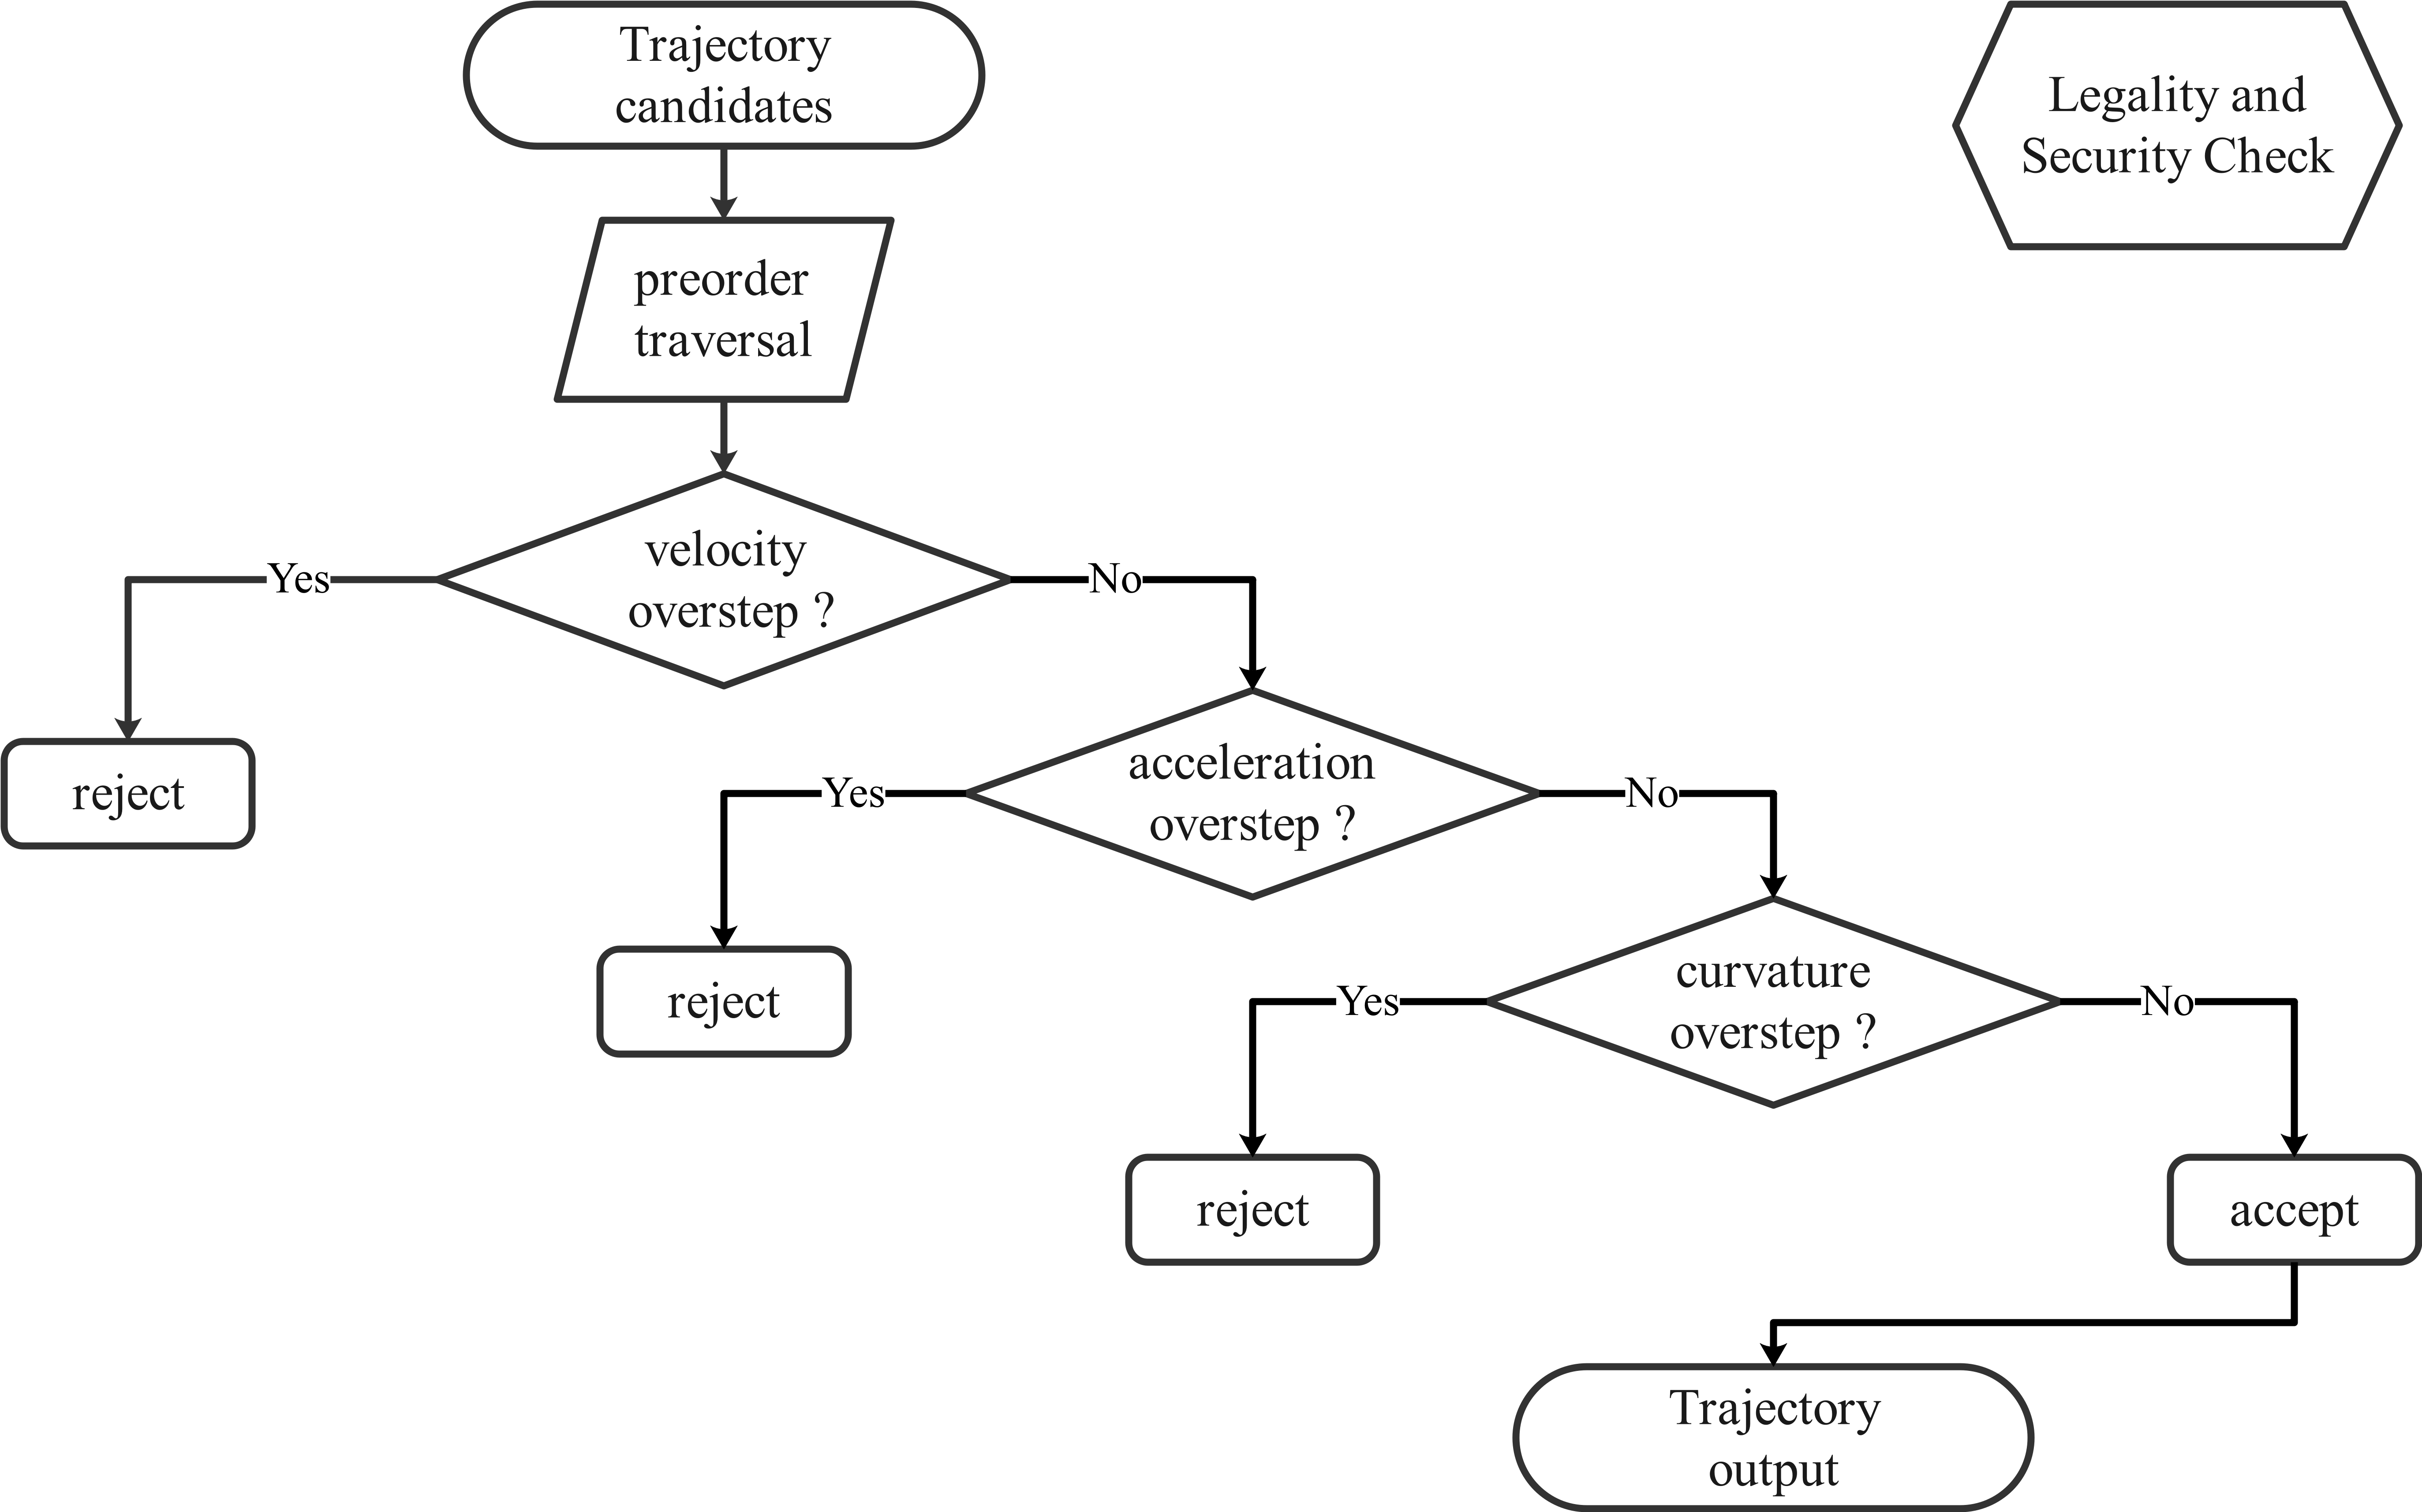 Trajectory
candidates
Legality and
Security Check
preorder
traversal
velocity
overstep ?
Yes
No
reject
acceleration
overstep ?
Yes
No
reject
curvature
overstep ?
Yes
No
reject
accept
Trajectory
output